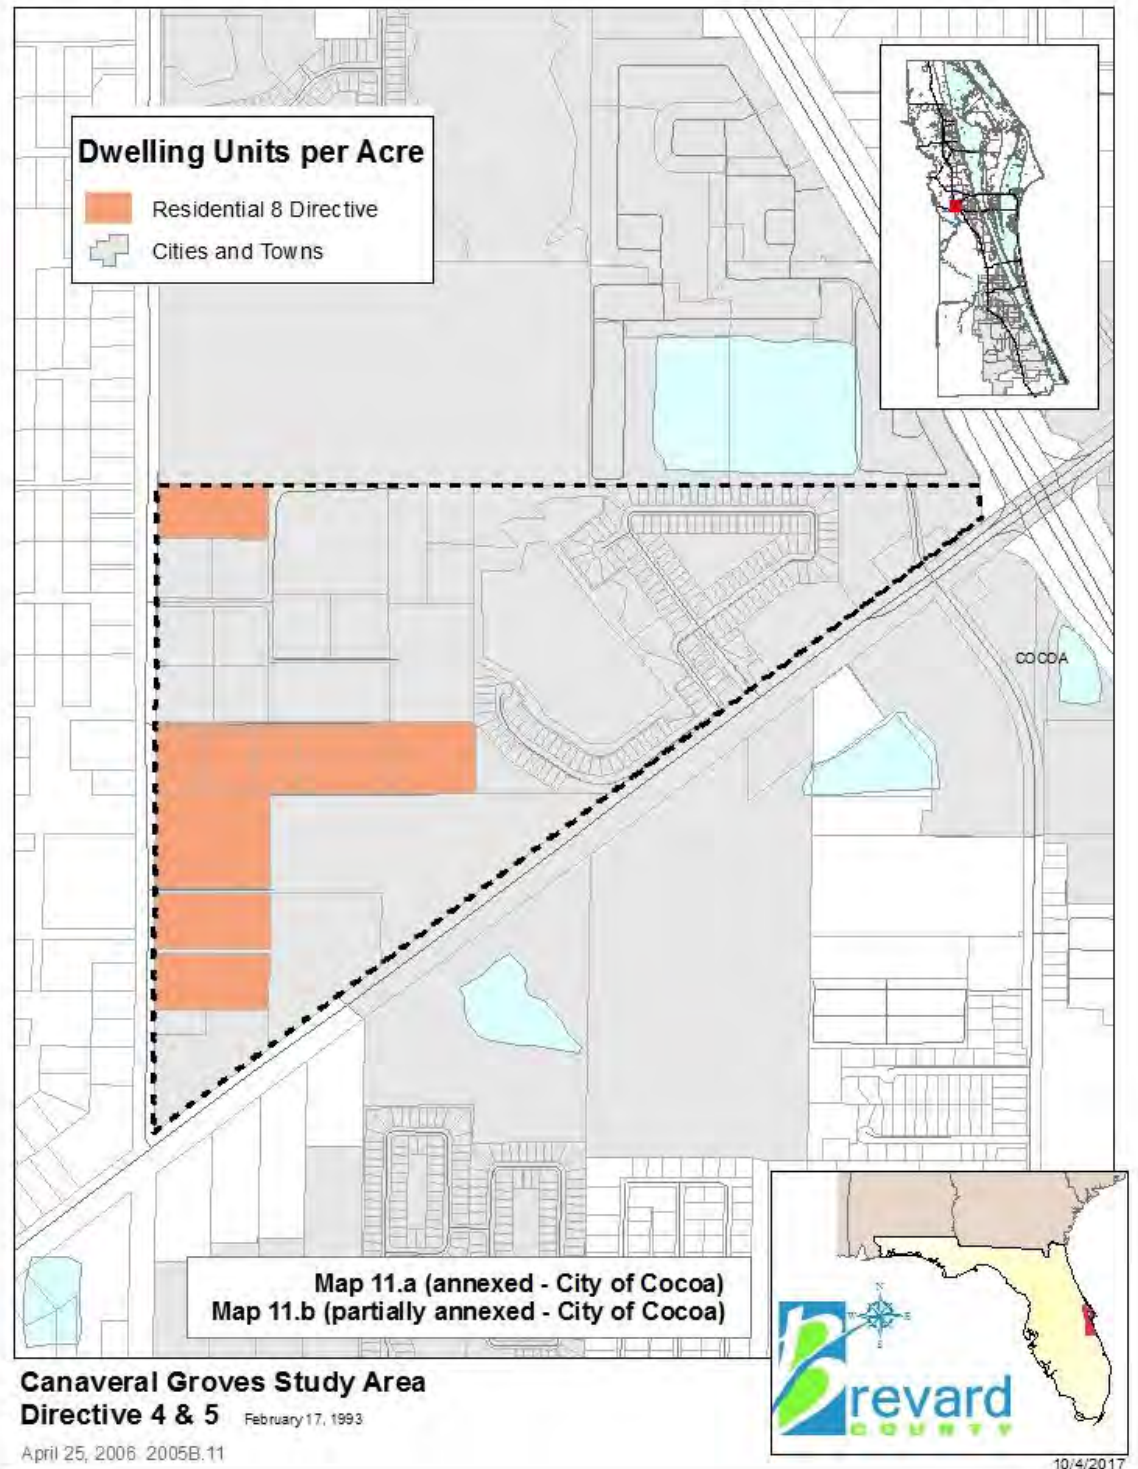 Dwelling Units per Acre
Residential 8 Directive
Cities and Towns
COCOA
Map 11.a (annexed - City of Cocoa)
Map 11.b (partially annexed - City of Cocoa)
N
W
E
S
Brevard
COUNTY
Canaveral Groves Study Area
Directive 4 & 5 February 17, 1993
April 25, 2006 2005B.11
10/4/2017